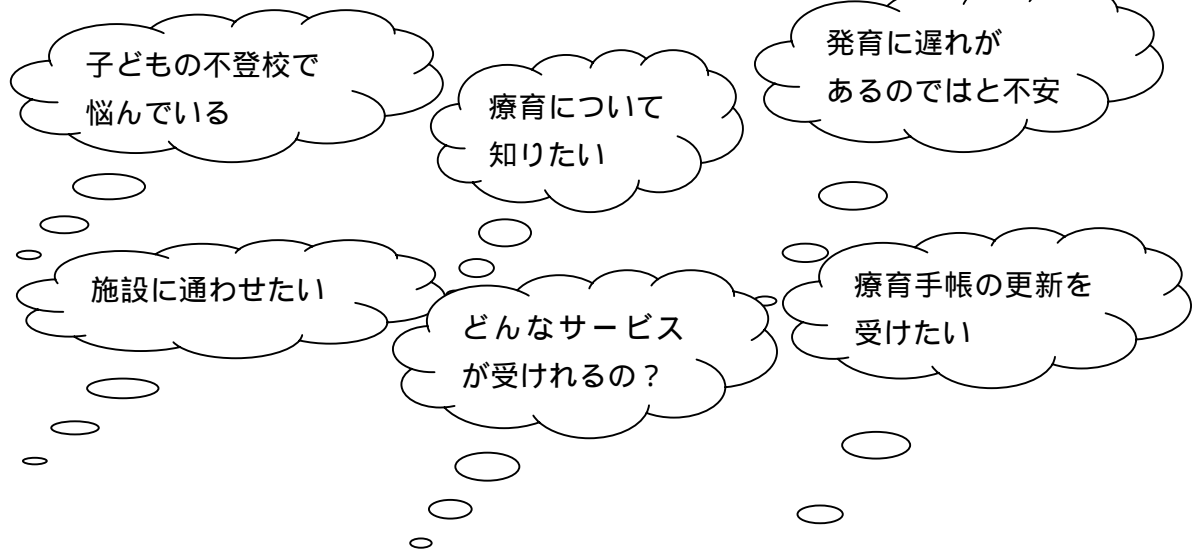 子どもの不登校で
悩んでいる
療育について
知りたい
発育に遅れが
あるのではと不安
施設に通わせたい
どんなサービス
が受けれるの？
療育手帳の更新を
受けたい